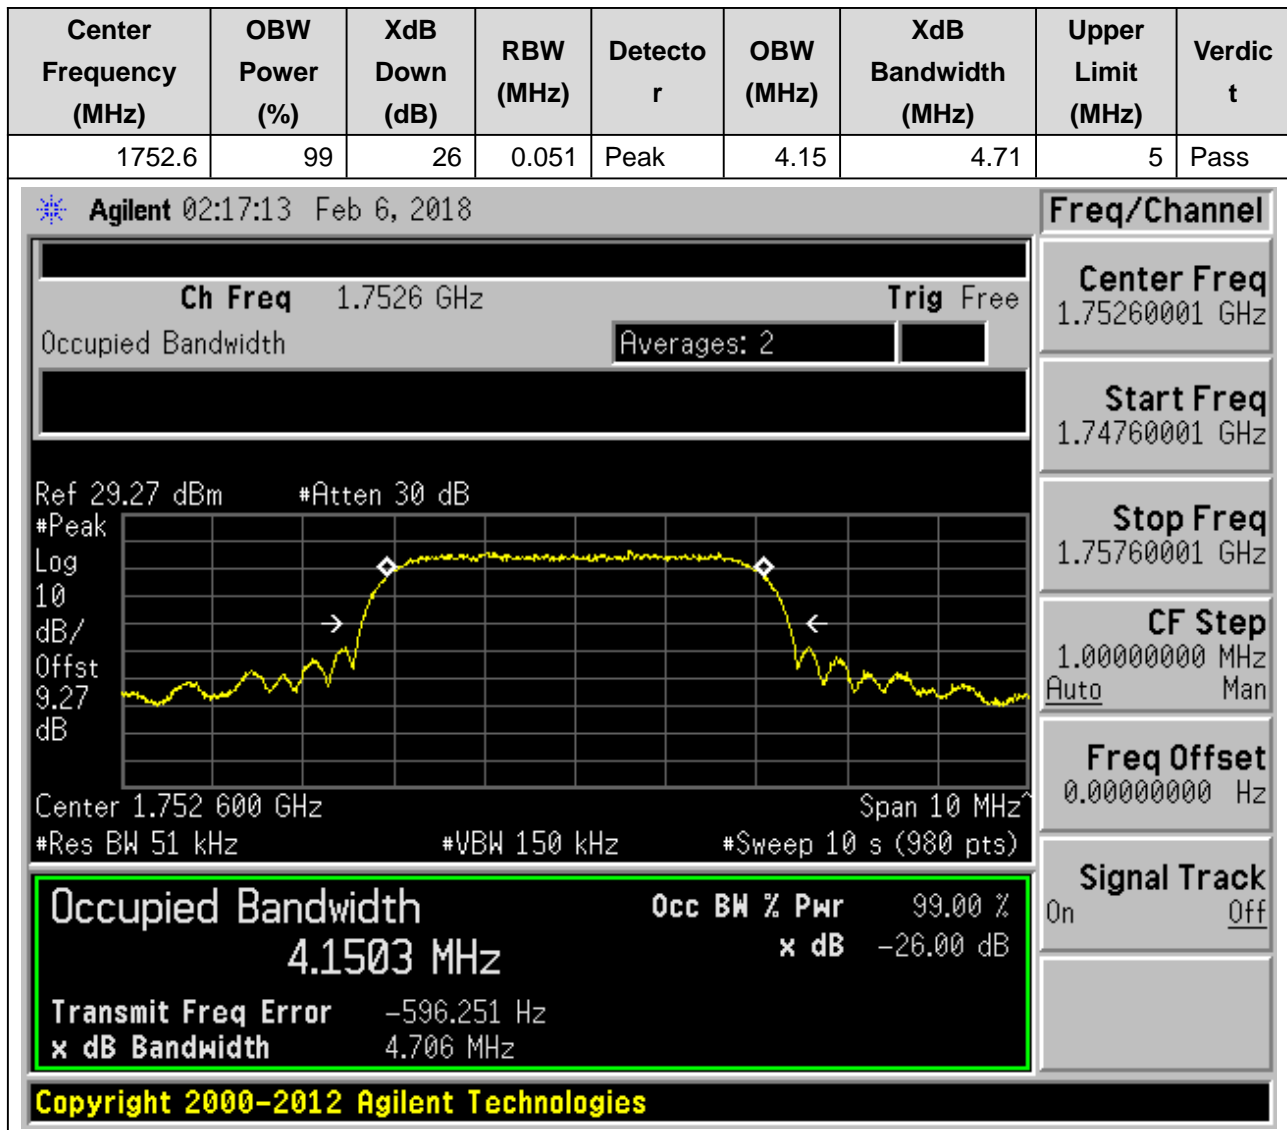 Center Frequency (MHz) OBW Power (%) XdB Down (dB) RBW (MHz) Detector OBW (MHz) XdB Bandwidth (MHz) Upper Limit (MHz) Verdict
1752.6 99 26 0.051 Peak 4.15 4.71 5 Pass
Agilent 02:17:13 Feb 6, 2018
Freq/Channel
Ch Freq 1.7526 GHz Trig Free
Occupied Bandwidth Averages: 2
Center Freq
1.75260001 GHz
Start Freq
1.74760001 GHz
Stop Freq
1.75760001 GHz
CF Step
1.00000000 MHz
Auto Man
Freq Offset
0.00000000 Hz
Signal Track
On Off
Ref 29.27 dBm #Atten 30 dB
#Peak
Log
10
dB/
Offst
9.27
dB
Center 1.752 600 GHz Span 10 MHz^
#Res BW 51 kHz #VBW 150 kHz #Sweep 10 s (980 pts)
Occupied Bandwidth Occ BW % Pwr 99.00 %
4.1503 MHz x dB -26.00 dB
Transmit Freq Error -596.251 Hz
x dB Bandwidth 4.706 MHz
Copyright 2000-2012 Agilent Technologies